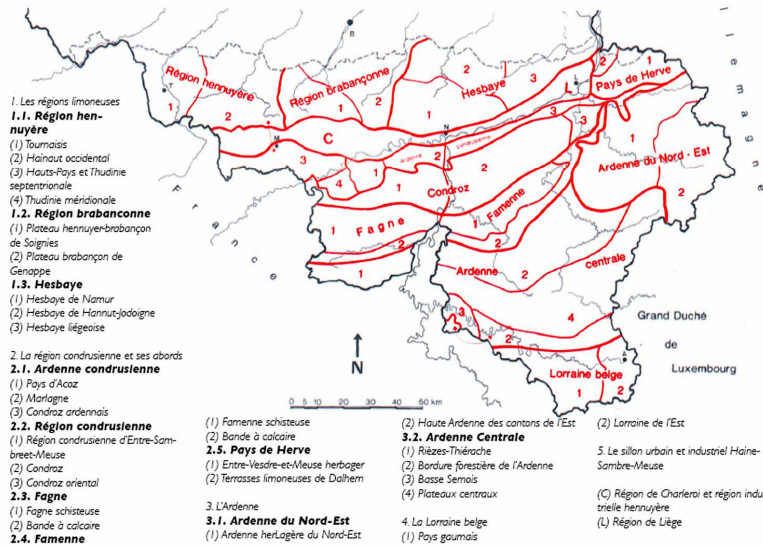 B
l e m a g n e
Région hennuyère
Région brabançonne
Hesbaye
Pays de Herve
L
L
T
C
M
N
Ardenne condrusienne
Condroz
Ardenne du Nord - Est
Fagne
Famenne
Ardenne centrale
France
Grand Duché
de
Luxembourg
Lorraine belge
A
N
0 10 20 30 40 50 km
1. Les régions limoneuses
1.1. Région hen-
nuyère
(1) Tournaisis
(2) Hainaut occidental
(3) Hauts-Pays et Thudinie
septentrionale
(4) Thudinie méridionale
1.2. Région brabanconne
(1) Plateau hennuyer-brabançon
de Soignies
(2) Plateau brabançon de
Genappe
1.3. Hesbaye
(1) Hesbaye de Namur
(2) Hesbaye de Hannut-Jodoigne
(3) Hesbaye liégeoise
2. La région condrusienne et ses abords
2.1. Ardenne condrusienne
(1) Pays d'Acoz
(2) Marlagne
(3) Condroz ardennais
2.2. Région condrusienne
(1) Région condrusienne d'Entre-Sam-
breet-Meuse
(2) Condroz
(3) Condroz oriental
2.3. Fagne
(1) Fagne schisteuse
(2) Bande à calcaire
2.4. Famenne
(1) Famenne schisteuse
(2) Bande à calcaire
2.5. Pays de Herve
(1) Entre-Vesdre-et-Meuse herbager
(2) Terrasses limoneuses de Dalhem
3. L'Ardenne
3.1. Ardenne du Nord-Est
(1) Ardenne herLagère du Nord-Est
(2) Haute Ardenne des cantons de l'Est
3.2. Ardenne Centrale
(1) Rièzes-Thiérache
(2) Bordure forestière de l'Ardenne
(3) Basse Semois
(4) Plateaux centraux
4. La Lorraine belge
(1) Pays gaumais
(2) Lorraine de l'Est
5. Le sillon urbain et industriel Haine-
Sambre-Meuse
(C) Région de Charleroi et région indu
trielle hennuyère
(L) Région de Liège